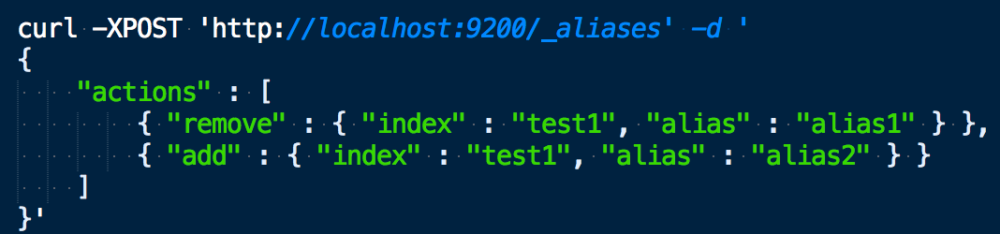 curl -XPOST 'http://localhost:9200/_aliases' -d '
{
    "actions" : [
        { "remove" : { "index" : "test1", "alias" : "alias1" } },
        { "add" : { "index" : "test1", "alias" : "alias2" } }
    ]
}'